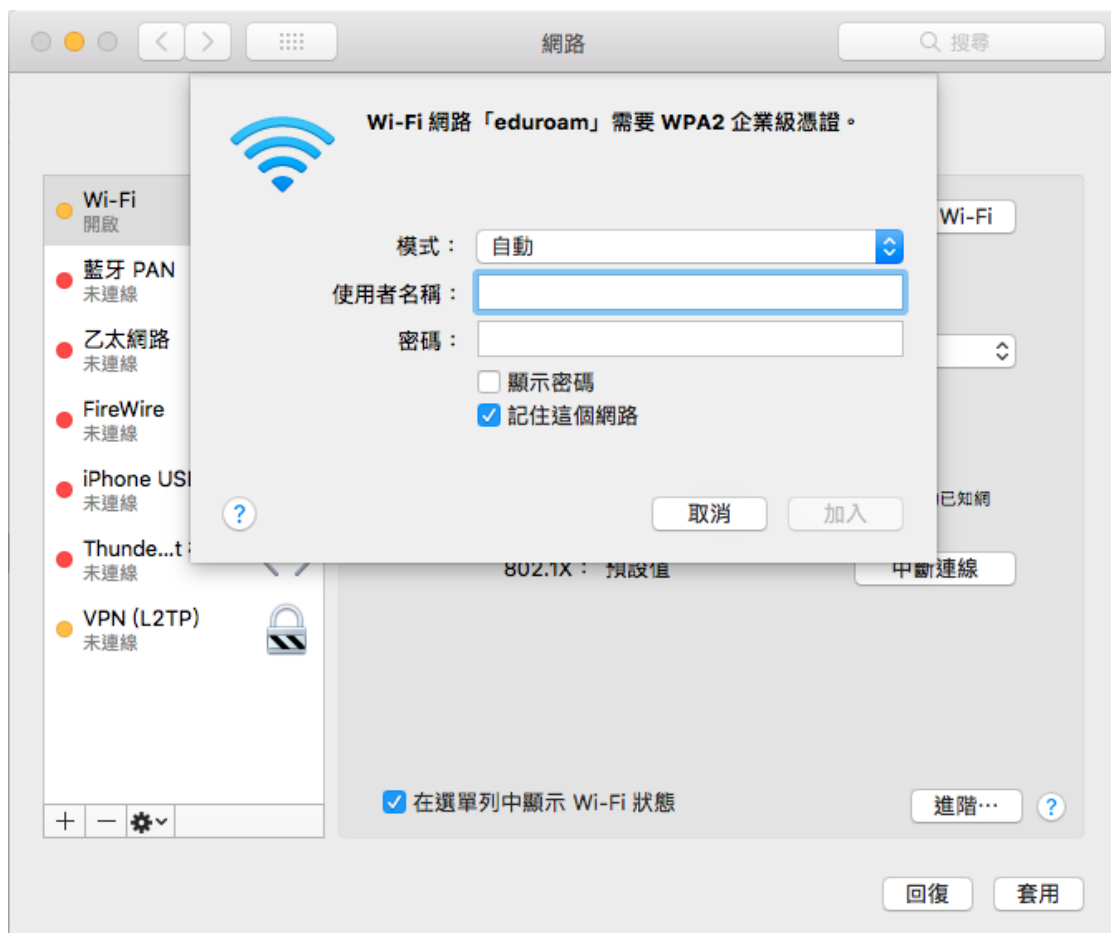 網路
搜尋
Wi-Fi 網路「eduroam」需要 WPA2 企業級憑證。
模式：
自動
使用者名稱：
密碼：
顯示密碼
記住這個網路
?
取消
加入
Wi-Fi
開啟
藍牙 PAN
未連線
乙太網路
未連線
FireWire
未連線
iPhone US
未連線
Thunde...t
未連線
VPN (L2TP)
未連線
Wi-Fi
已知網
802.1X： 預設值
中斷連線
在選單列中顯示 Wi-Fi 狀態
進階⋯
?
回復
套用